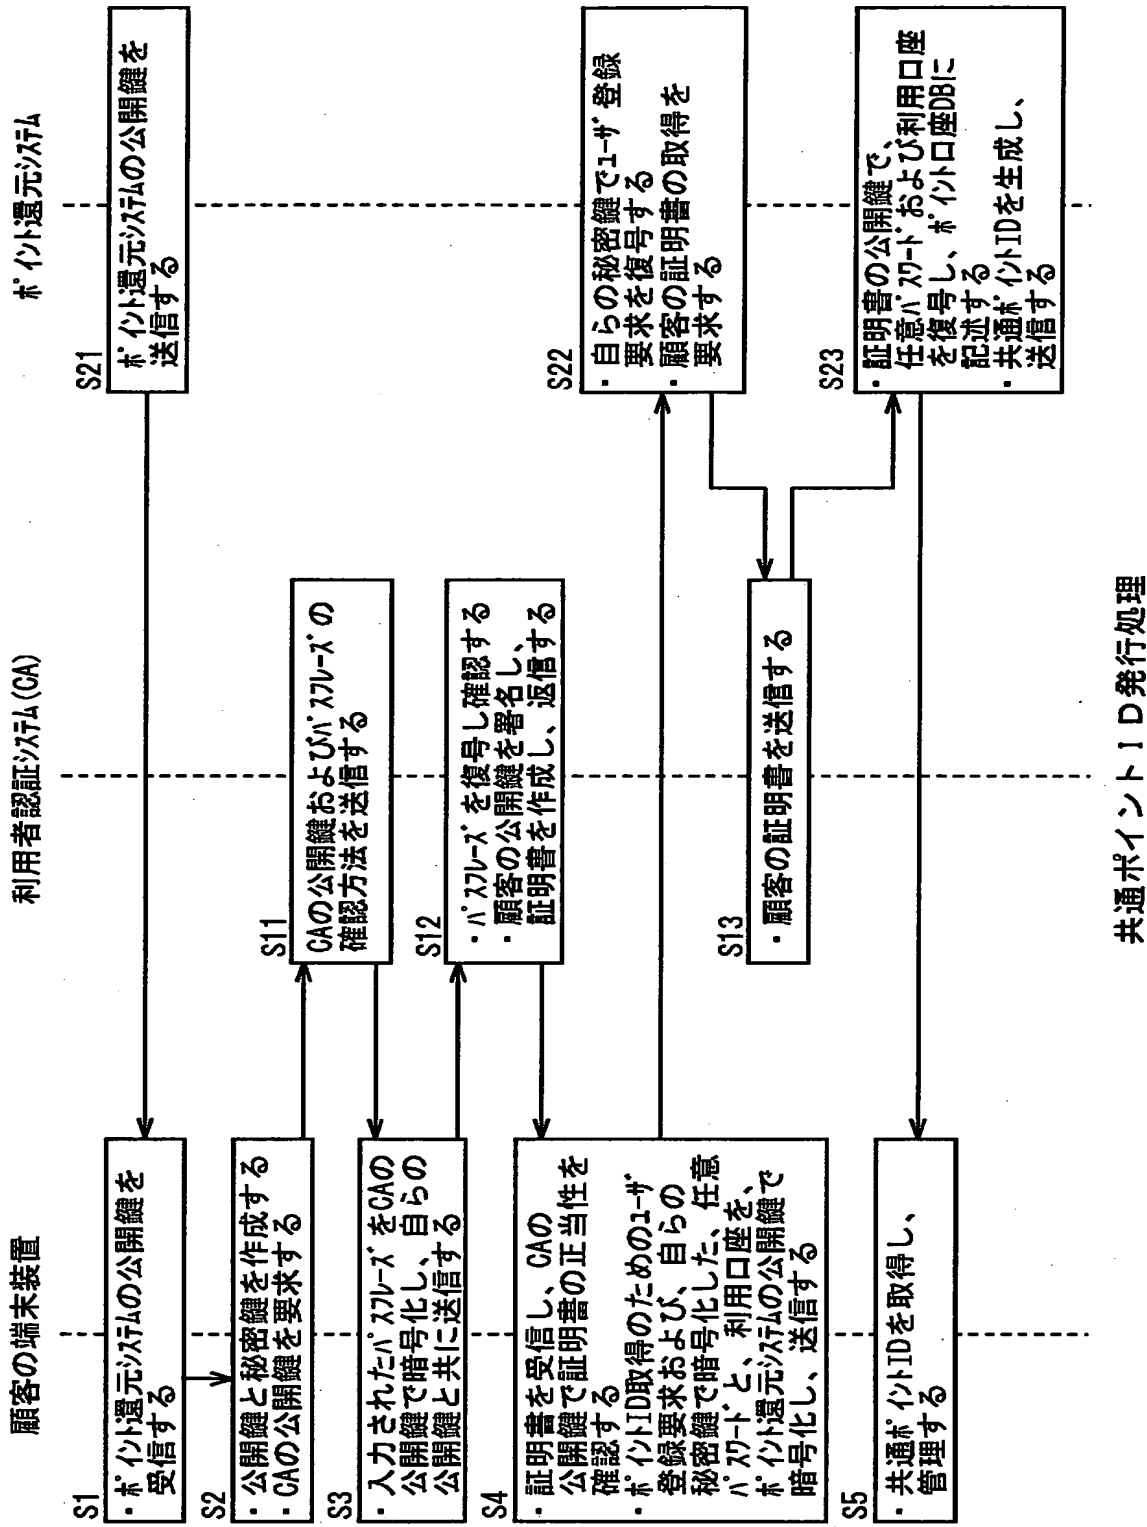 顧客の端末装置
利用者認証システム(CA)
ポイント還元システム
S1
・ポイント還元システムの公開鍵を
受信する
S21
ポイント還元システムの公開鍵を
送信する
S2
・公開鍵と秘密鍵を作成する
・CAの公開鍵を要求する
S11
CAの公開鍵およびパスフレーズの
確認方法を送信する
S3
・入力されたパスフレーズをCAの
公開鍵で暗号化し、自らの
公開鍵と共に送信する
S12
・パスフレーズを復号し確認する
・顧客の公開鍵を署名し、
証明書を作成し、返信する
S4
・証明書を受信し、CAの
公開鍵で証明書の正当性を
確認する
・ポイントID取得のためのユーザ
登録要求および、自らの
秘密鍵で暗号化した、任意
パスワードと、利用口座を、
ポイント還元システムの公開鍵で
暗号化し、送信する
S22
・自らの秘密鍵でユーザ登録
要求を復号する
・顧客の証明書の取得を
要求する
S13
・顧客の証明書を送信する
S23
・証明書の公開鍵で、
任意パスワードおよび利用口座
を復号し、ポイント口座DBに
記述する
・共通ポイントIDを生成し、
送信する
S5
・共通ポイントIDを取得し、
管理する
共通ポイントID発行処理